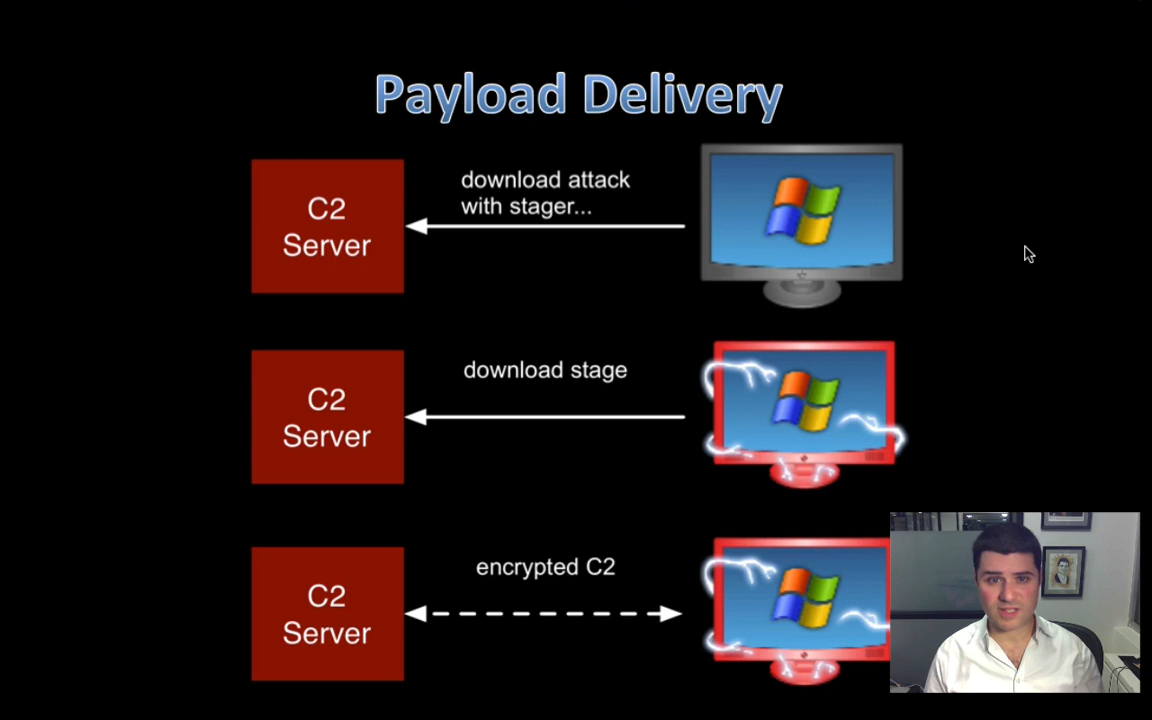 Payload Delivery
C2
Server
download attack
with stager...
C2
Server
download stage
C2
Server
encrypted C2